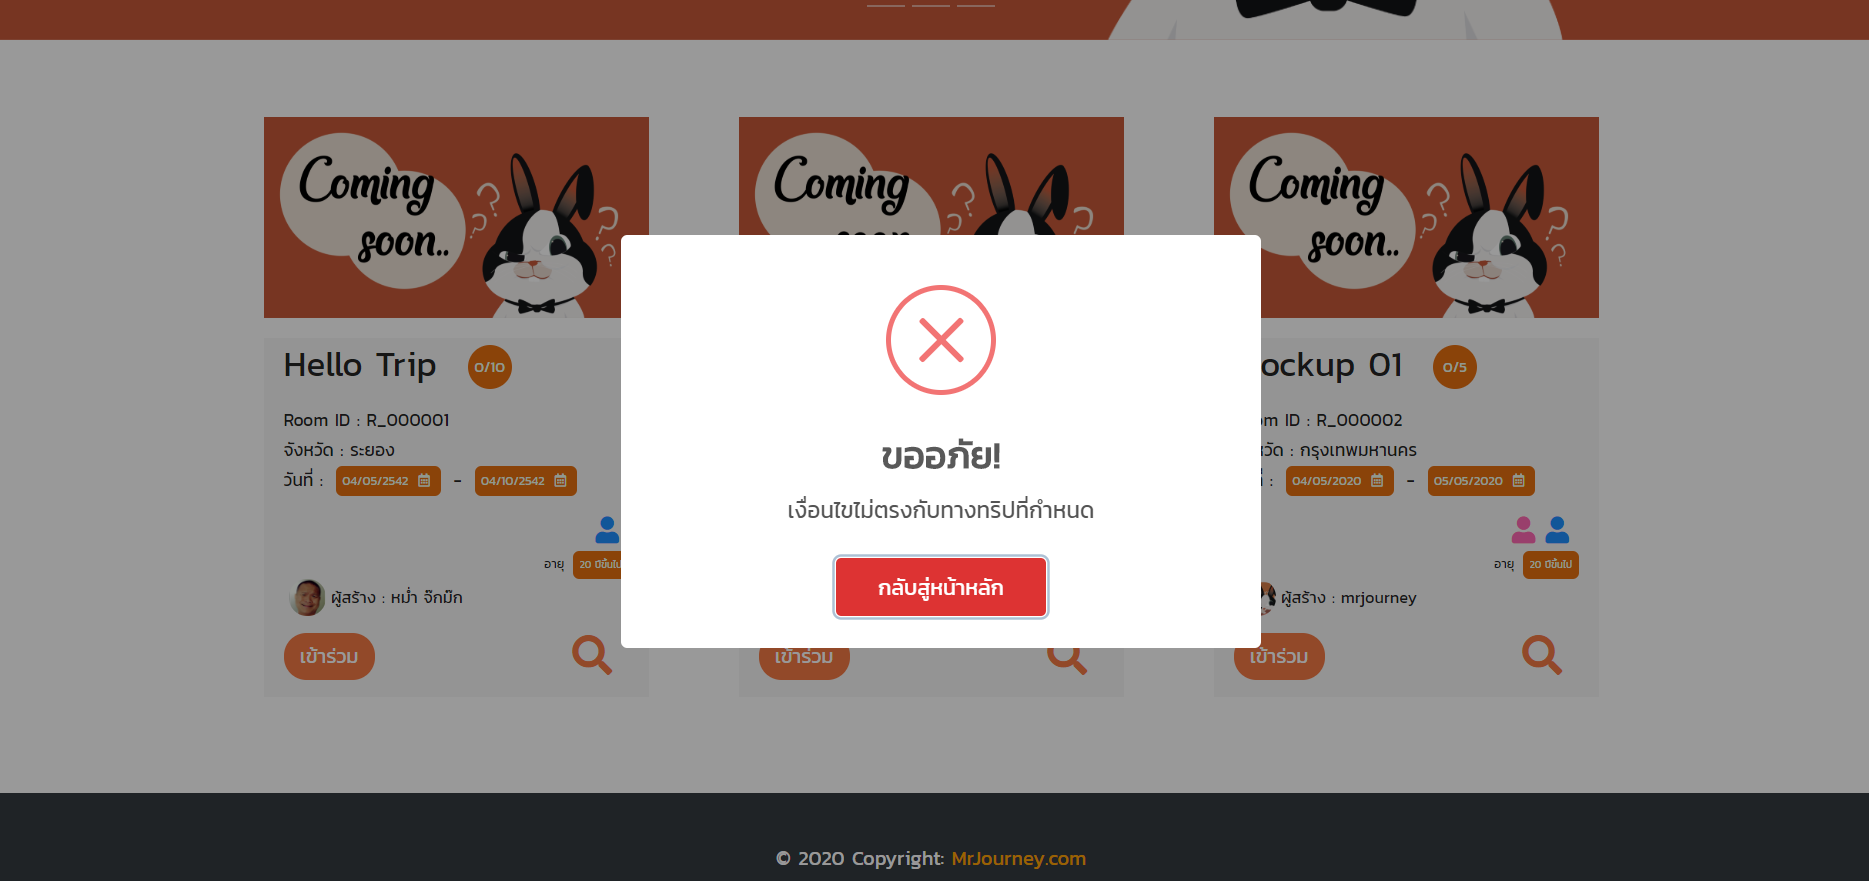 Coming
soon..
Coming
Coming
soon..
Hello Trip
0/10
Room ID : R_000001
จังหวัด : ระยอง
วันที่ : 04/05/2542 - 04/10/2542
อายุ 20 ปีขึ้นไป
ผู้สร้าง : หม่ำ จ๊กม๊ก
เข้าร่วม
ขออภัย!
เงื่อนไขไม่ตรงกับทางทริปที่กำหนด
กลับสู่หน้าหลัก
เข้าร่วม
ockup 01
0/5
m ID : R_000002
วัด : กรุงเทพมหานคร
: 04/05/2020 - 05/05/2020
อายุ 20 ปีขึ้นไป
ผู้สร้าง : mrjourney
เข้าร่วม
© 2020 Copyright: MrJourney.com